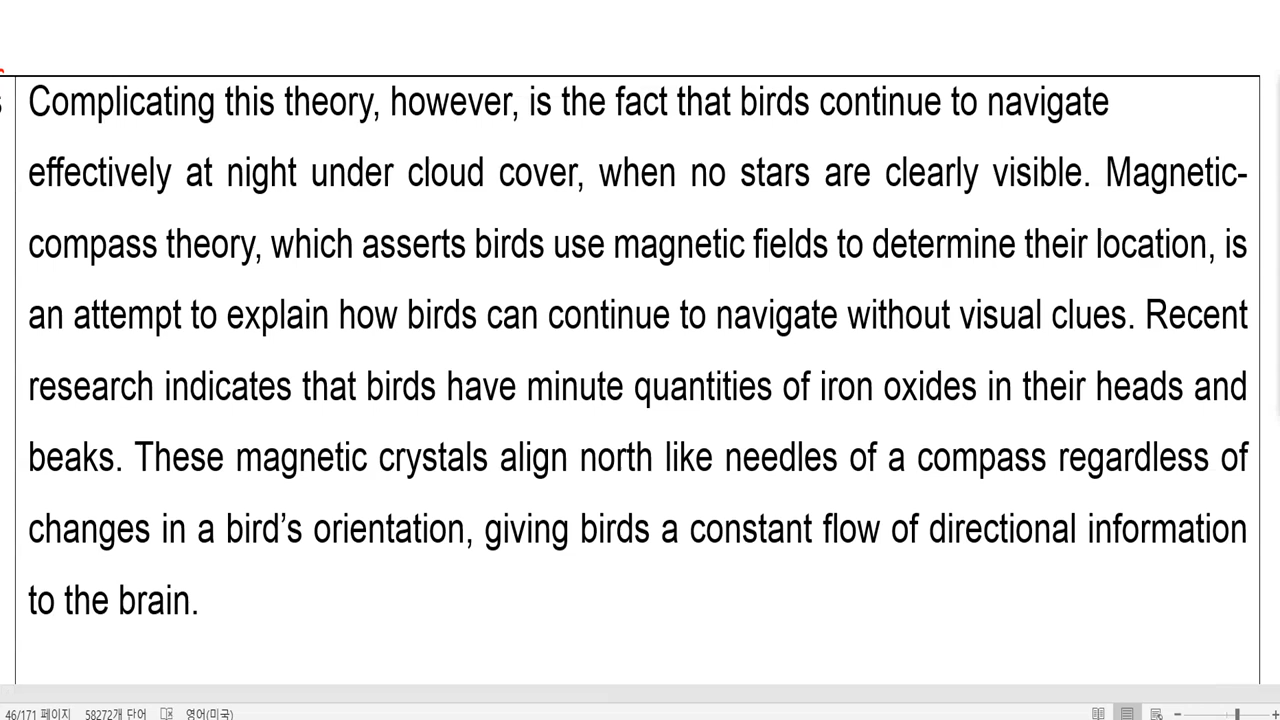 Complicating this theory, however, is the fact that birds continue to navigate
effectively at night under cloud cover, when no stars are clearly visible. Magnetic-
compass theory, which asserts birds use magnetic fields to determine their location, is
an attempt to explain how birds can continue to navigate without visual clues. Recent
research indicates that birds have minute quantities of iron oxides in their heads and
beaks. These magnetic crystals align north like needles of a compass regardless of
changes in a bird’s orientation, giving birds a constant flow of directional information
to the brain.
46/171 페이지 58272개 단어 영어(미국)